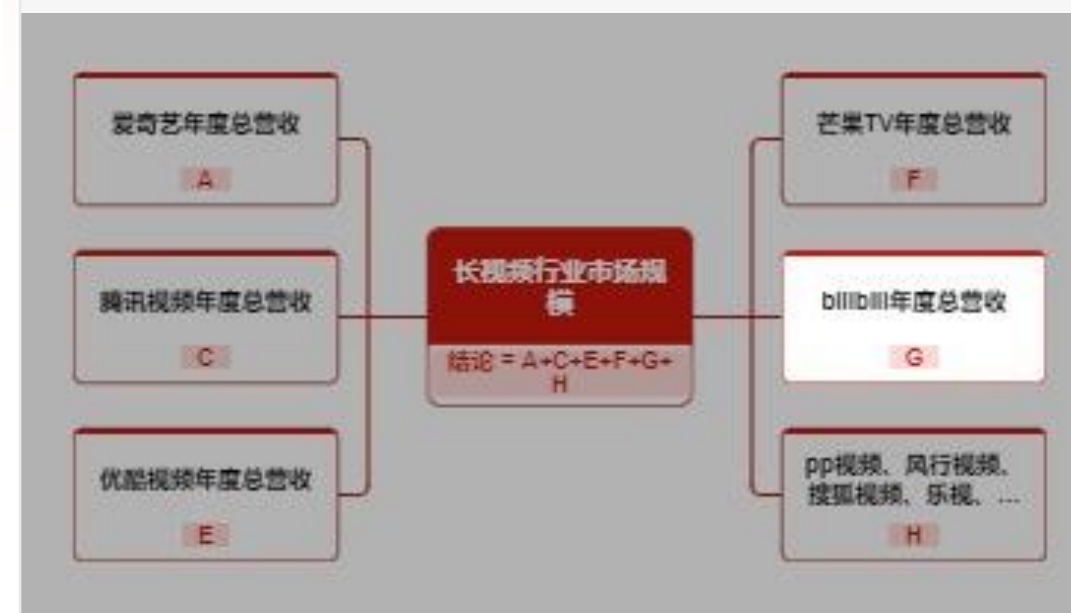 爱奇艺年度总营收
A
腾讯视频年度总营收
C
优酷视频年度总营收
E
长视频行业市场规
模
结论 = A+C+E+F+G+
H
芒果TV年度总营收
F
bilibili年度总营收
G
pp视频、风行视频、
搜狐视频、乐视、...
H